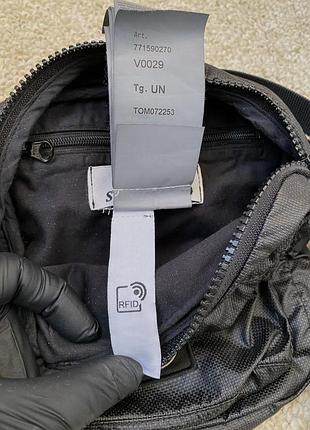 Art.
771590270
V0029
Tg. UN
TOM072253
RFID